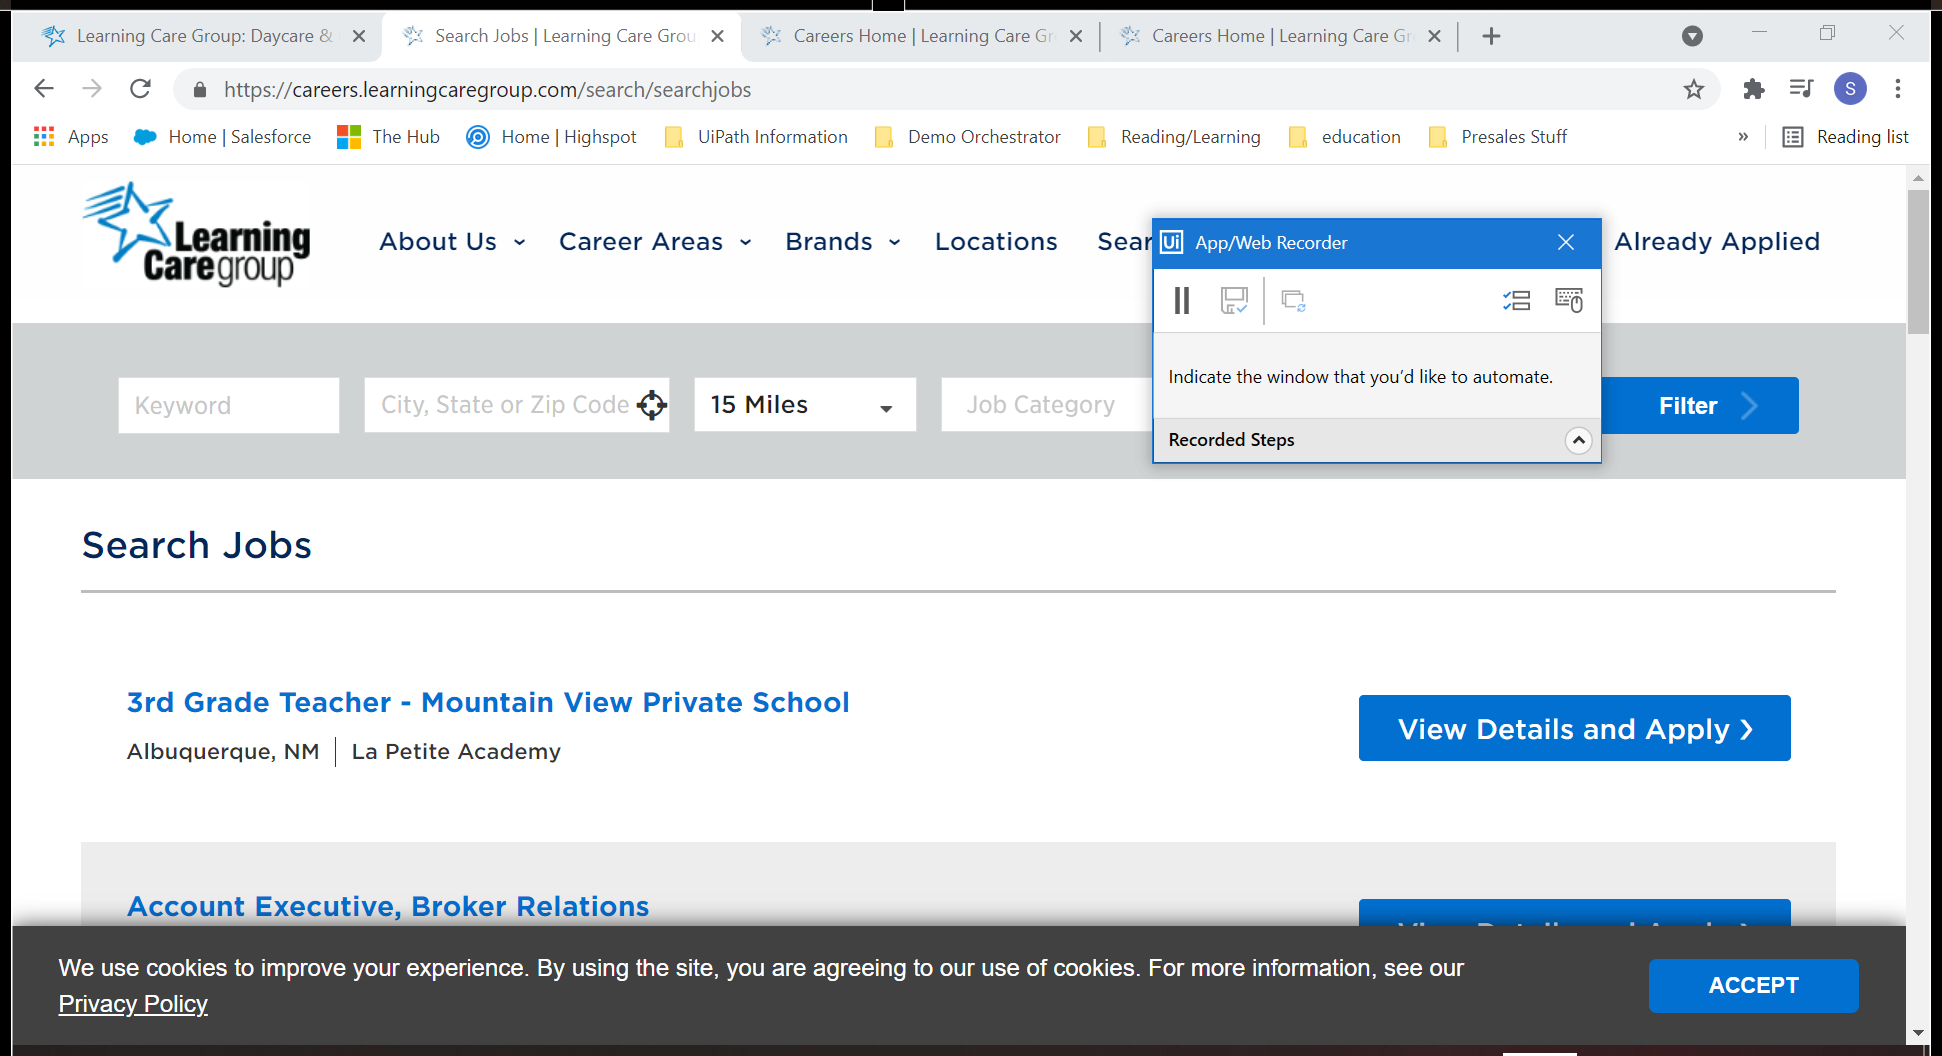 Learning Care Group: Daycare &
Search Jobs | Learning Care Grou
Careers Home | Learning Care Gr
Careers Home | Learning Care Gr
https://careers.learningcaregroup.com/search/searchjobs
S
Apps
Home | Salesforce
The Hub
Home | Highspot
UiPath Information
Demo Orchestrator
Reading/Learning
education
Presales Stuff
»
Reading list
Learning
Care group
About Us
Career Areas
Brands
Locations
Sear
Already Applied
Ui App/Web Recorder
Indicate the window that you'd like to automate.
Recorded Steps
Keyword
City, State or Zip Code
15 Miles
Job Category
Filter
Search Jobs
3rd Grade Teacher - Mountain View Private School
Albuquerque, NM | La Petite Academy
View Details and Apply ›
Account Executive, Broker Relations
We use cookies to improve your experience. By using the site, you are agreeing to our use of cookies. For more information, see our
Privacy Policy
ACCEPT